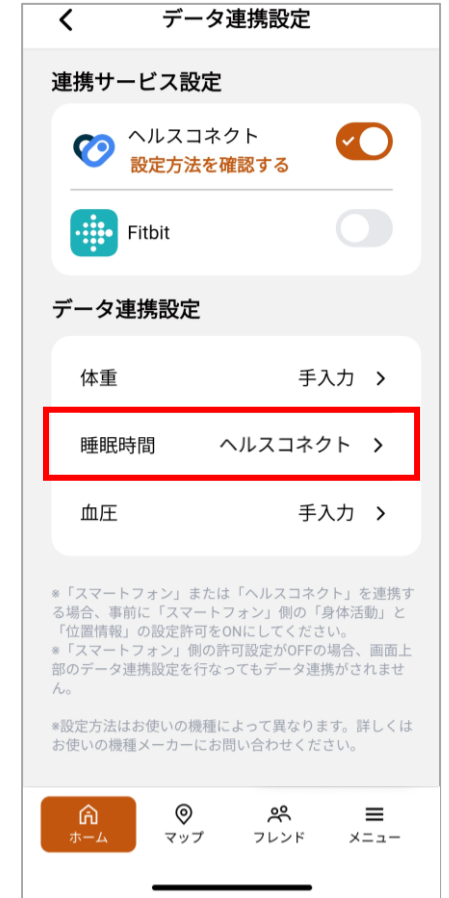 データ連携設定
連携サービス設定
ヘルスコネクト
設定方法を確認する
Fitbit
データ連携設定
体重 手入力
睡眠時間 ヘルスコネクト
血圧 手入力
※「スマートフォン」または「ヘルスコネクト」を連携す
る場合、事前に「スマートフォン」側の「身体活動」と
「位置情報」の設定許可をONにしてください。
※「スマートフォン」側の許可設定がOFFの場合、画面上
部のデータ連携設定を行なってもデータ連携がされませ
ん。
※設定方法はお使いの機種によって異なります。詳しくは
お使いの機種メーカーにお問い合わせください。
ホーム マップ フレンド メニュー